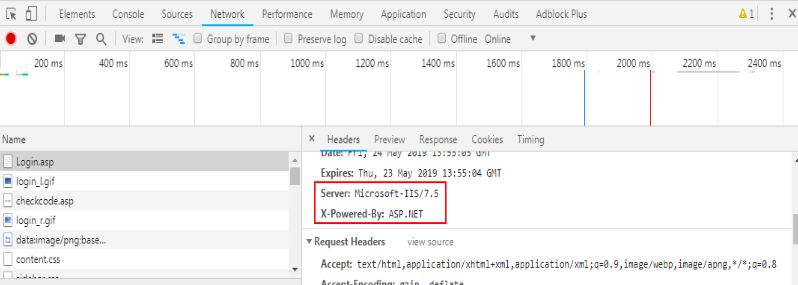 Elements Console Sources Network Performance Memory Application Security Audits Adblock Plus 1
View: Group by frame Preserve log Disable cache Offline Online
200 ms 400 ms 600 ms 800 ms 1000 ms 1200 ms 1400 ms 1600 ms 1800 ms 2000 ms 2200 ms 2400 ms
Name
Login.asp
login_l.gif
checkcode.asp
login_r.gif
data:image/png;base...
content.css
sidebar.css
× Headers Preview Response Cookies Timing
Date: Fri, 24 May 2019 13:55:05 GMT
Expires: Thu, 23 May 2019 13:55:04 GMT
Server: Microsoft-IIS/7.5
X-Powered-By: ASP.NET
Request Headers view source
Accept: text/html,application/xhtml+xml,application/xml;q=0.9,image/webp,image/apng,*/*;q=0.8
Accept-Encoding: gzip, deflate